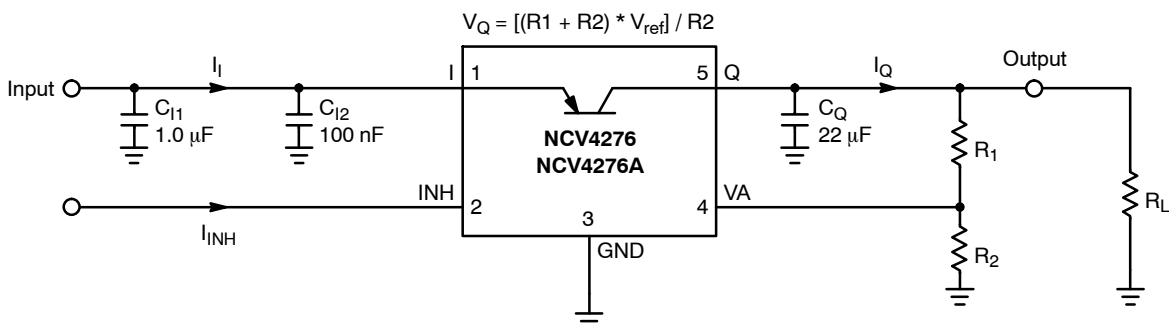 V_Q = [(R1 + R2) * V_ref] / R2
Input
I_I
I
1
5
Q
I_Q
Output
C_I1
1.0 μF
C_I2
100 nF
NCV4276
NCV4276A
C_Q
22 μF
R_1
INH
2
4
VA
R_L
I_INH
3
GND
R_2